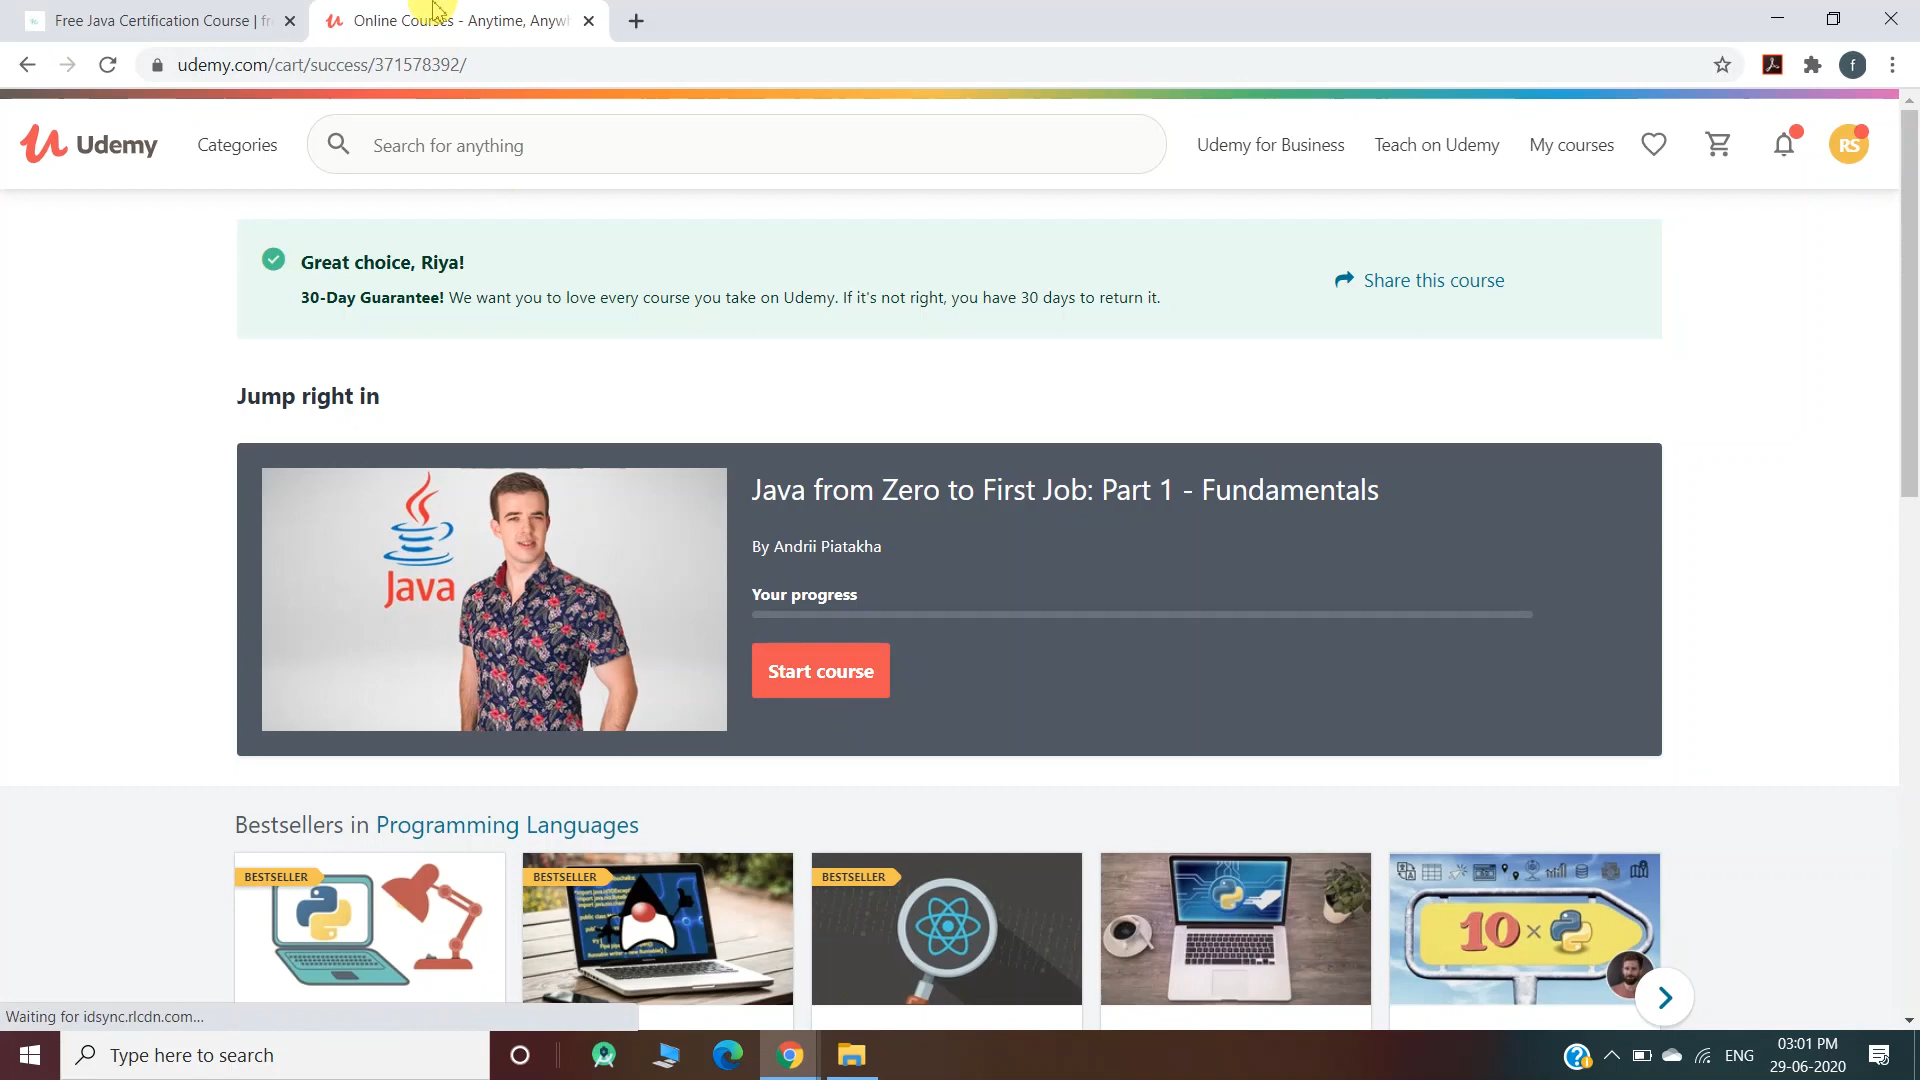 Free Java Certification Course | fr
Online Courses - Anytime, Anywh
udemy.com/cart/success/371578392/
f
Udemy
Categories
Search for anything
Udemy for Business
Teach on Udemy
My courses
RS
Great choice, Riya!
30-Day Guarantee! We want you to love every course you take on Udemy. If it's not right, you have 30 days to return it.
Share this course
Jump right in
Java
Java from Zero to First Job: Part 1 - Fundamentals
By Andrii Piatakha
Your progress
Start course
Bestsellers in Programming Languages
BESTSELLER
BESTSELLER
BESTSELLER
10 ×
Waiting for idsync.rlcdn.com...
Type here to search
ENG
03:01 PM
29-06-2020